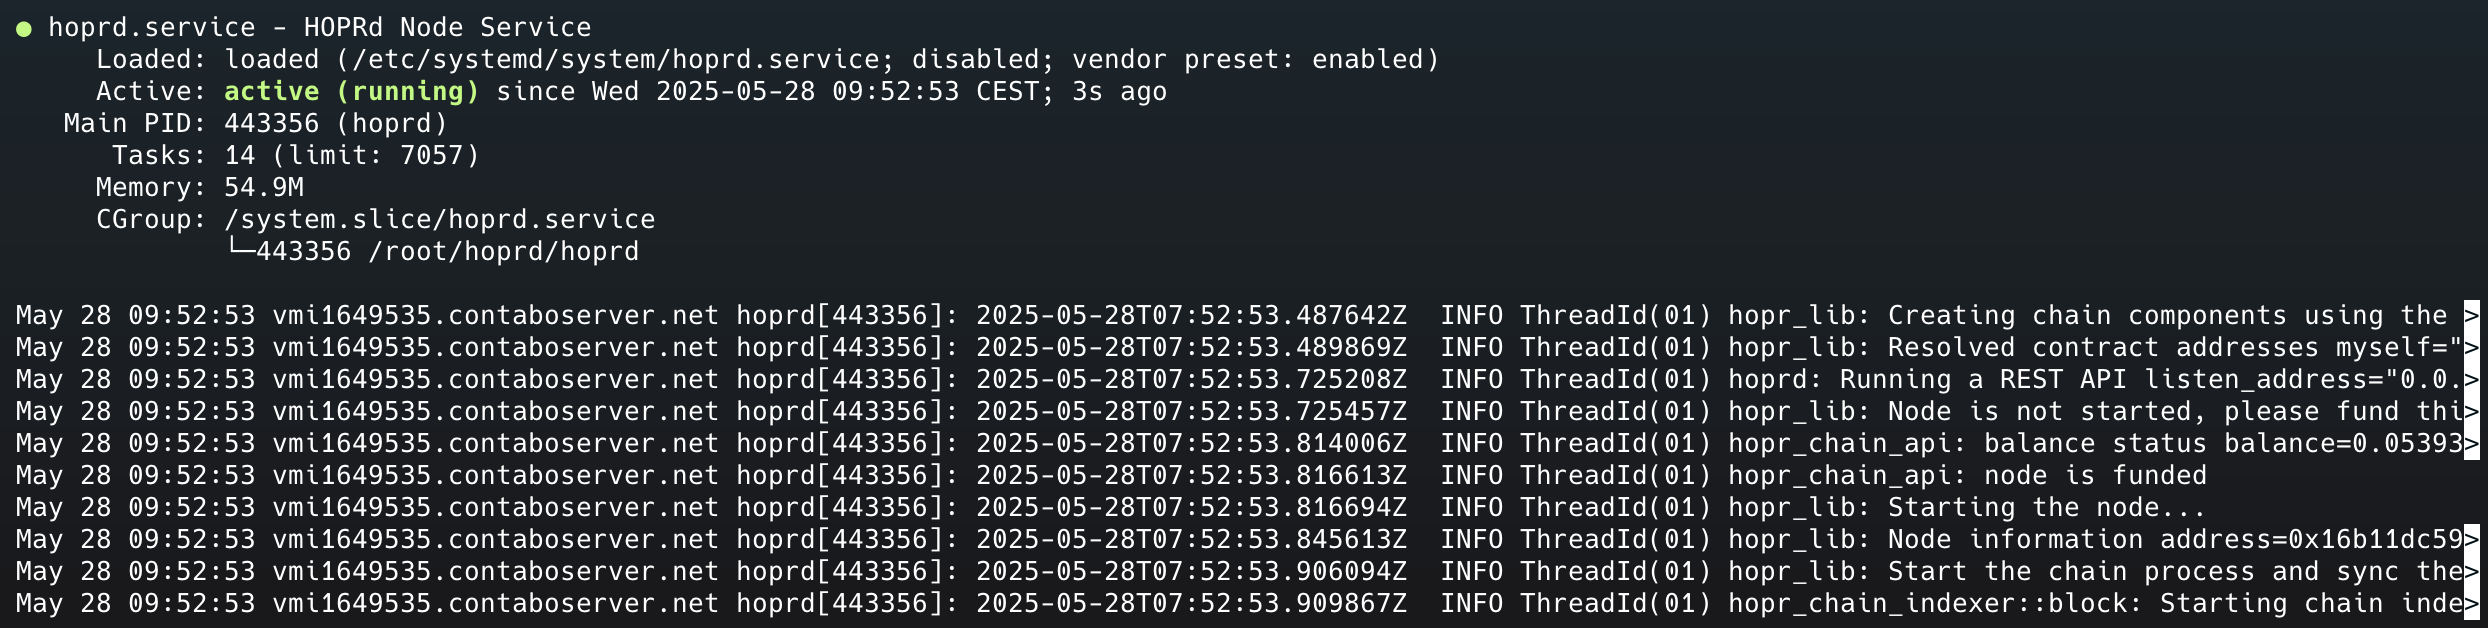 ● hoprd.service - HOPRd Node Service
Loaded: loaded (/etc/systemd/system/hoprd.service; disabled; vendor preset: enabled)
Active: active (running) since Wed 2025-05-28 09:52:53 CEST; 3s ago
Main PID: 443356 (hoprd)
Tasks: 14 (limit: 7057)
Memory: 54.9M
CGroup: /system.slice/hoprd.service
└─443356 /root/hoprd/hoprd
May 28 09:52:53 vmi1649535.contaboserver.net hoprd[443356]: 2025-05-28T07:52:53.487642Z  INFO ThreadId(01) hopr_lib: Creating chain components using the >
May 28 09:52:53 vmi1649535.contaboserver.net hoprd[443356]: 2025-05-28T07:52:53.489869Z  INFO ThreadId(01) hopr_lib: Resolved contract addresses myself=">
May 28 09:52:53 vmi1649535.contaboserver.net hoprd[443356]: 2025-05-28T07:52:53.725208Z  INFO ThreadId(01) hoprd: Running a REST API listen_address="0.0.>
May 28 09:52:53 vmi1649535.contaboserver.net hoprd[443356]: 2025-05-28T07:52:53.725457Z  INFO ThreadId(01) hopr_lib: Node is not started, please fund thi>
May 28 09:52:53 vmi1649535.contaboserver.net hoprd[443356]: 2025-05-28T07:52:53.814006Z  INFO ThreadId(01) hopr_chain_api: balance status balance=0.05393>
May 28 09:52:53 vmi1649535.contaboserver.net hoprd[443356]: 2025-05-28T07:52:53.816613Z  INFO ThreadId(01) hopr_chain_api: node is funded
May 28 09:52:53 vmi1649535.contaboserver.net hoprd[443356]: 2025-05-28T07:52:53.816694Z  INFO ThreadId(01) hopr_lib: Starting the node...
May 28 09:52:53 vmi1649535.contaboserver.net hoprd[443356]: 2025-05-28T07:52:53.845613Z  INFO ThreadId(01) hopr_lib: Node information address=0x16b11dc59>
May 28 09:52:53 vmi1649535.contaboserver.net hoprd[443356]: 2025-05-28T07:52:53.906094Z  INFO ThreadId(01) hopr_lib: Start the chain process and sync the>
May 28 09:52:53 vmi1649535.contaboserver.net hoprd[443356]: 2025-05-28T07:52:53.909867Z  INFO ThreadId(01) hopr_chain_indexer::block: Starting chain inde>